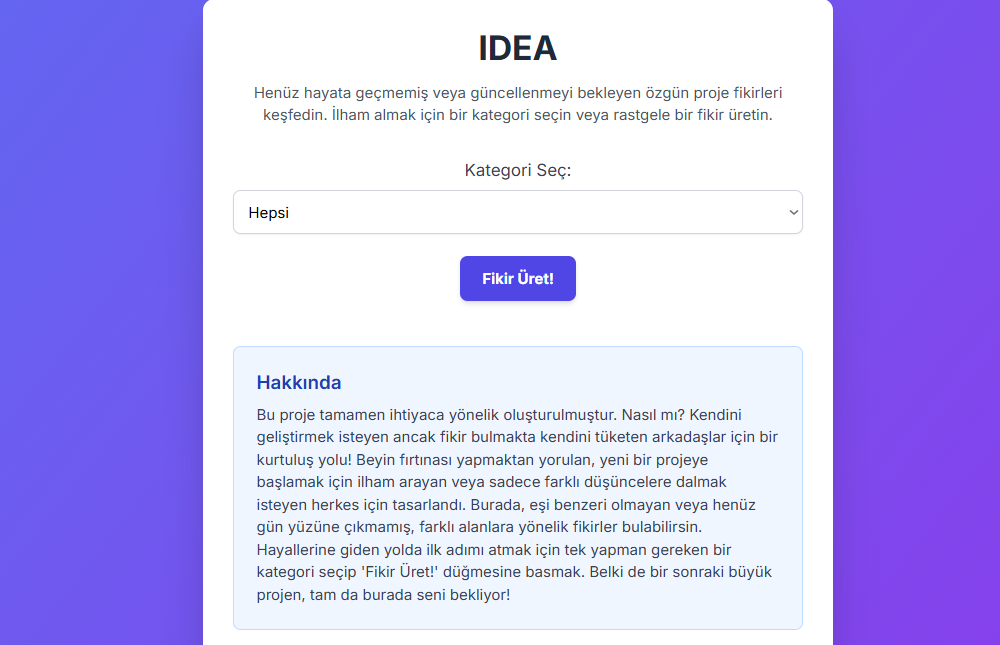 IDEA
Henüz hayata geçmemiş veya güncellenmeyi bekleyen özgün proje fikirleri
keşfedin. İlham almak için bir kategori seçin veya rastgele bir fikir üretin.
Kategori Seç:
Hepsi
Fikir Üret!
Hakkında
Bu proje tamamen ihtiyaca yönelik oluşturulmuştur. Nasıl mı? Kendini
geliştirmek isteyen ancak fikir bulmakta kendini tüketen arkadaşlar için bir
kurtuluş yolu! Beyin fırtınası yapmaktan yorulan, yeni bir projeye
başlamak için ilham arayan veya sadece farklı düşüncelere dalmak
isteyen herkes için tasarlandı. Burada, eşi benzeri olmayan veya henüz
gün yüzüne çıkmamış, farklı alanlara yönelik fikirler bulabilirsin.
Hayallerine giden yolda ilk adımı atmak için tek yapman gereken bir
kategori seçip 'Fikir Üret!' düğmesine basmak. Belki de bir sonraki büyük
projen, tam da burada seni bekliyor!